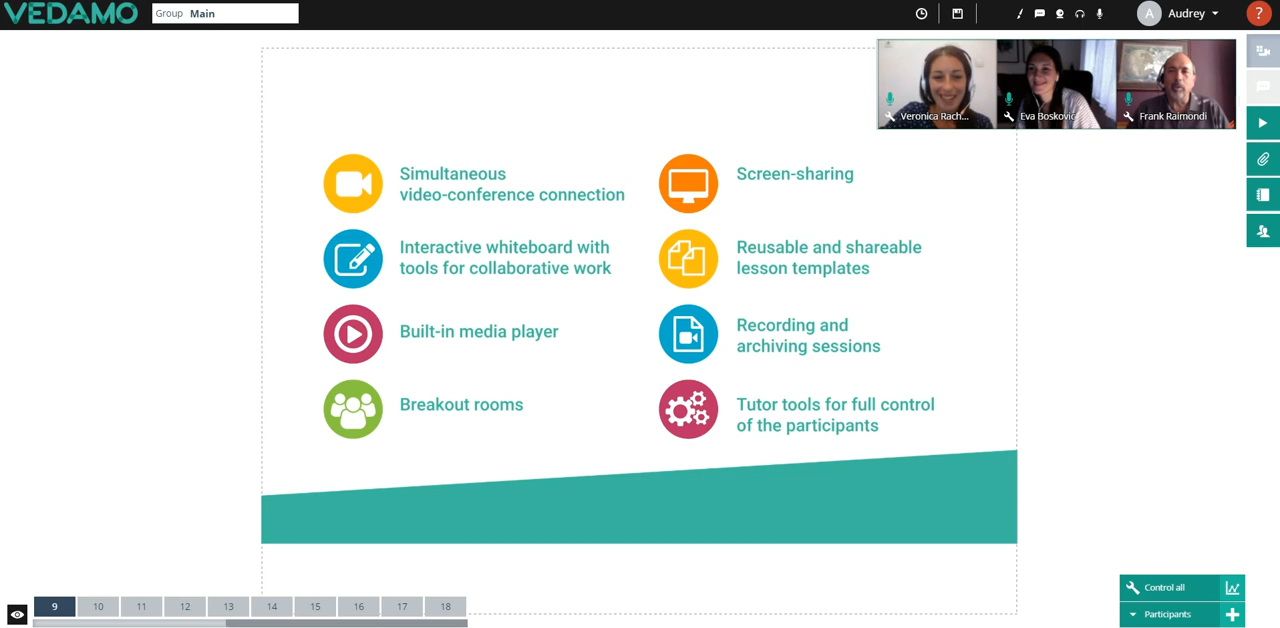 VEDAMO
Group Main
A Audrey
?
Veronica Rach...
Eva Boskovic
Frank Raimondi
Simultaneous
video-conference connection
Screen-sharing
Interactive whiteboard with
tools for collaborative work
Reusable and shareable
lesson templates
Built-in media player
Recording and
archiving sessions
Breakout rooms
Tutor tools for full control
of the participants
Control all
Participants
9 10 11 12 13 14 15 16 17 18